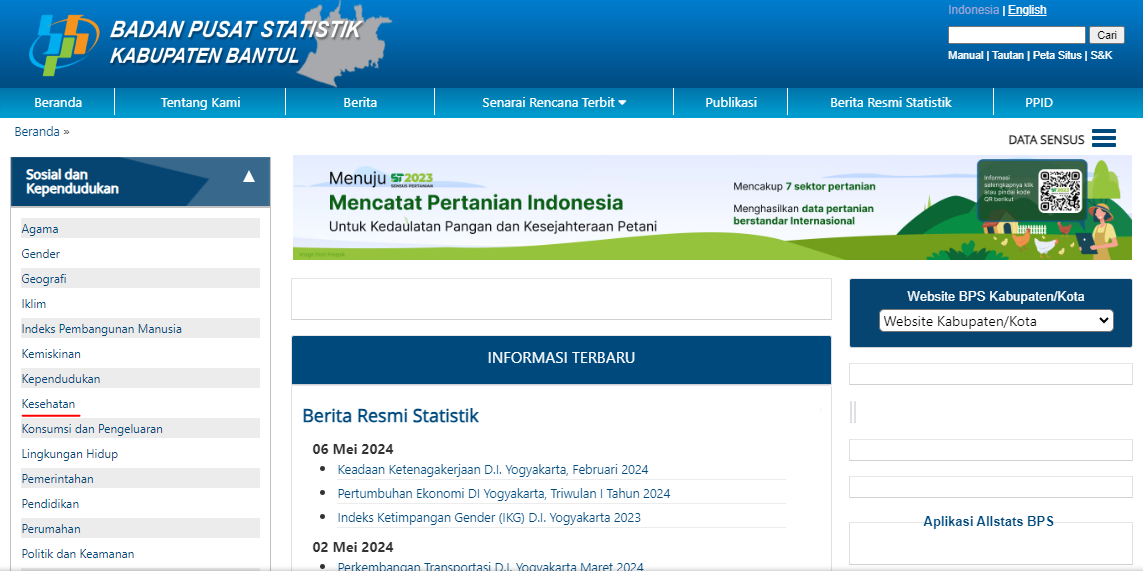 BADAN PUSAT STATISTIK
KABUPATEN BANTUL
Indonesia | English
Cari
Manual | Tautan | Peta Situs | S&K
Beranda
Tentang Kami
Berita
Senarai Rencana Terbit
Publikasi
Berita Resmi Statistik
PPID
Beranda »
DATA SENSUS
Sosial dan
Kependudukan
Agama
Gender
Geografi
Iklim
Indeks Pembangunan Manusia
Kemiskinan
Kependudukan
Kesehatan
Konsumsi dan Pengeluaran
Lingkungan Hidup
Pemerintahan
Pendidikan
Perumahan
Politik dan Keamanan
Menuju ST2023
SENSUS PERTANIAN
Mencatat Pertanian Indonesia
Untuk Kedaulatan Pangan dan Kesejahteraan Petani
Mencakup 7 sektor pertanian
Menghasilkan data pertanian
berstandar Internasional
Informasi
selengkapnya klik
atau pindai kode
QR berikut
INFORMASI TERBARU
Berita Resmi Statistik
06 Mei 2024
Keadaan Ketenagakerjaan D.I. Yogyakarta, Februari 2024
Pertumbuhan Ekonomi DI Yogyakarta, Triwulan I Tahun 2024
Indeks Ketimpangan Gender (IKG) D.I. Yogyakarta 2023
02 Mei 2024
Perkembangan Transportasi D.I. Yogyakarta Maret 2024
Website BPS Kabupaten/Kota
Website Kabupaten/Kota
Aplikasi Allstats BPS